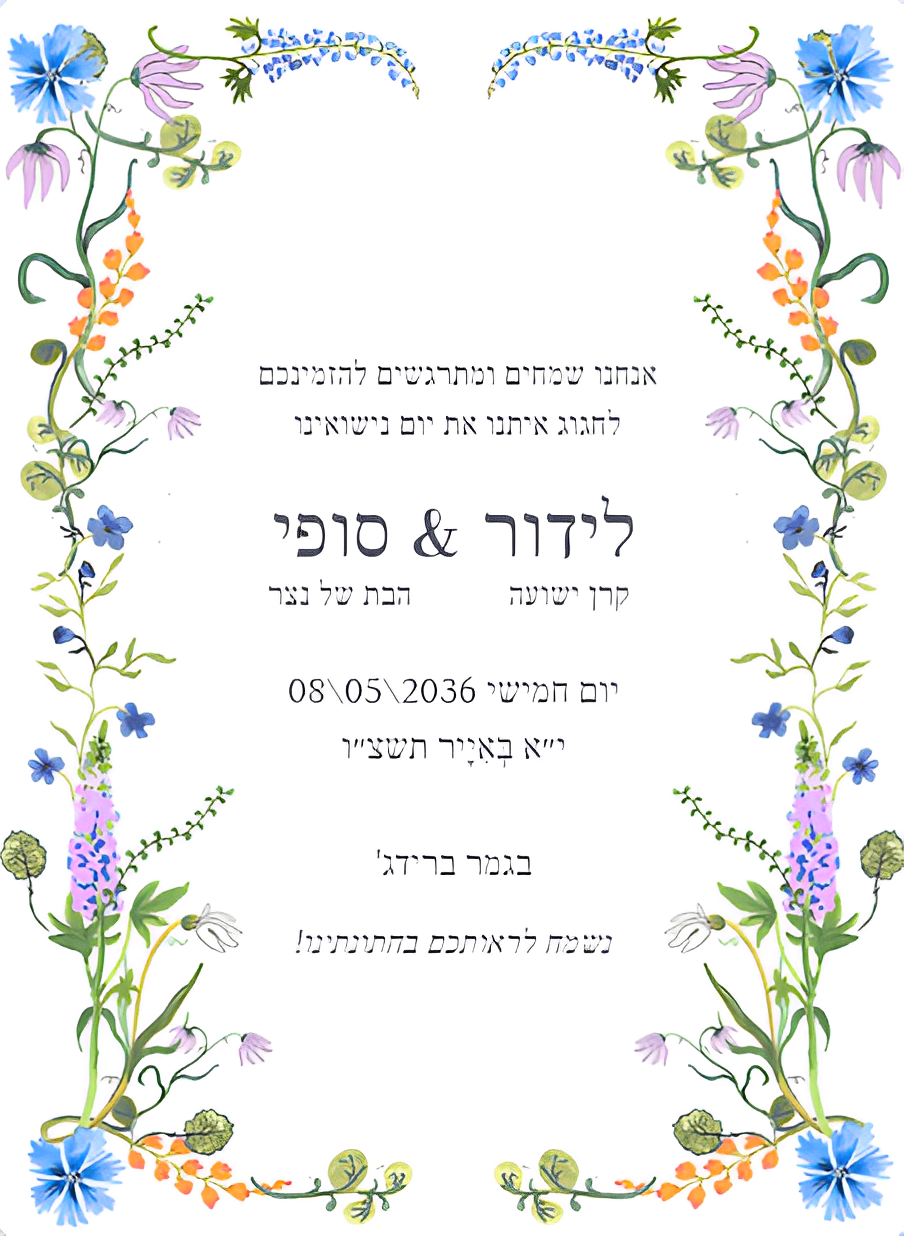 אנחנו שמחים ומתרגשים להזמינכם
לחגוג איתנו את יום נישואינו
לידור & סופי
קרן ישועה הבת של נצר
יום חמישי 08\05\2036
י״א בְּאִיָיר תשצ״ו
בגמר ברידג'
נשמח לראותכם בחתונתינו!